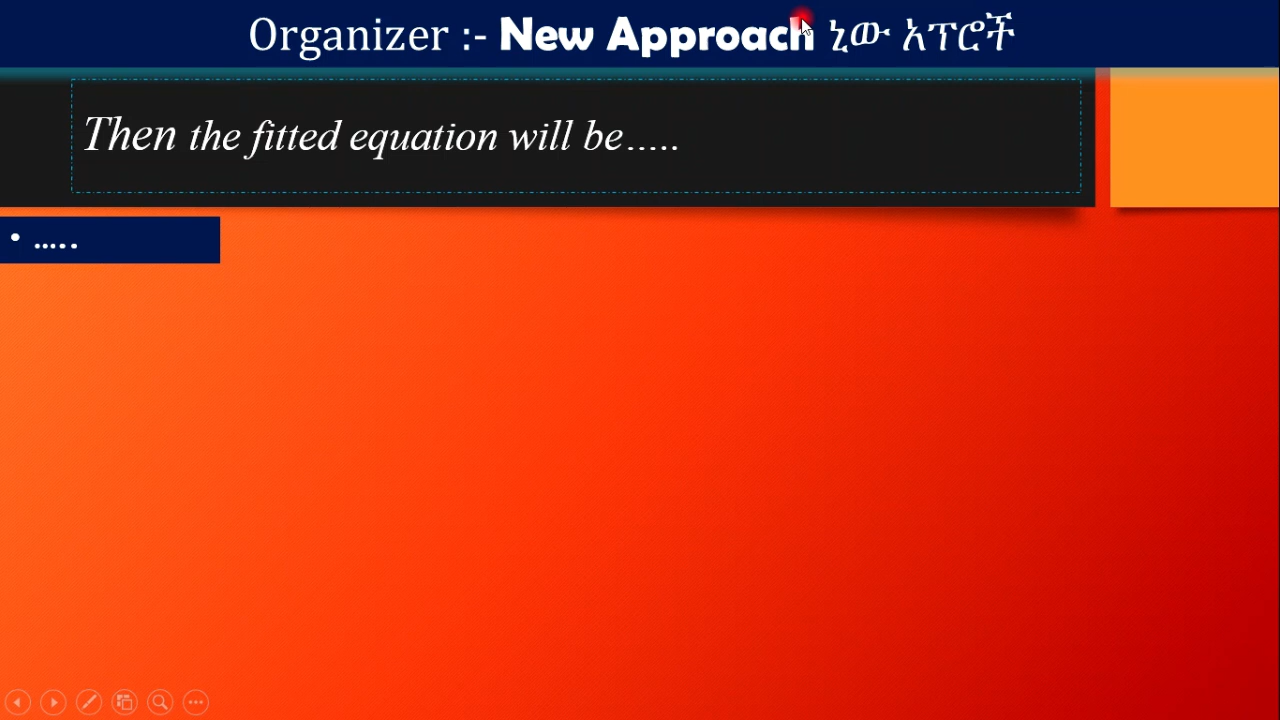 Organizer :- New Approach ኒው አፕሮች
Then the fitted equation will be.....
• .....